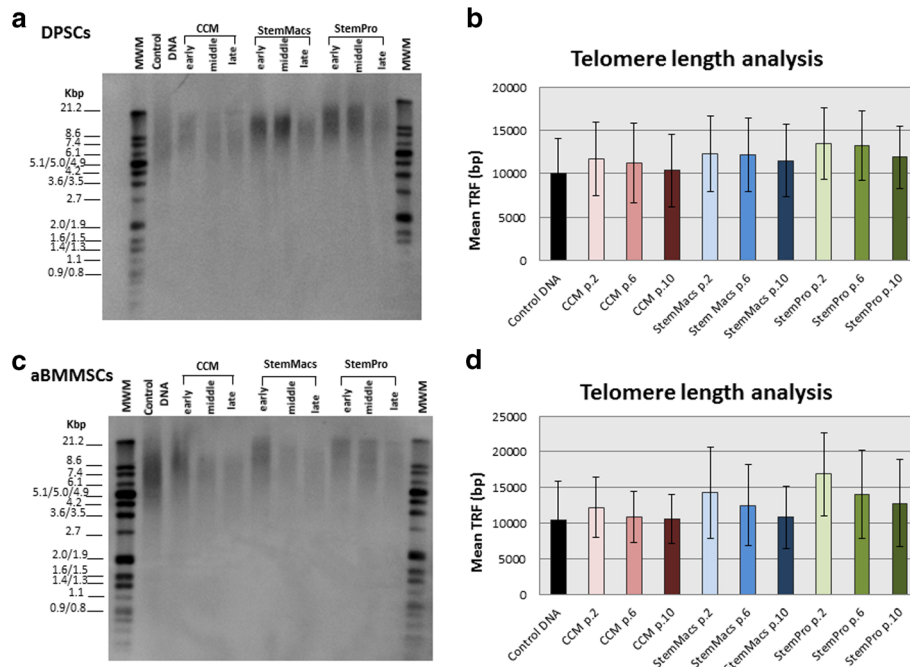 a
DPSCs
CCM
StemMacs
StemPro
MWM
Control
DNA
early
middle
late
early
middle
late
early
middle
late
MWM
Kbp
21.2
8.6
7.4
6.1
5.1/5.0/4.9
4.2
3.6/3.5
2.7
2.0/1.9
1.6/1.5
1.4/1.3
1.1
0.9/0.8
b
Telomere length analysis
Mean TRF (bp)
20000
15000
10000
5000
0
Control DNA
CCM p.2
CCM p.6
CCM p.10
StemMacs p.2
Stem Macs p.6
StemMacs p.10
StemPro p.2
StemPro p.6
StemPro p.10
c
aBMMSCs
CCM
StemMacs
StemPro
MWM
Control
DNA
early
middle
late
early
middle
late
early
middle
late
MWM
Kbp
21.2
8.6
7.4
6.1
5.1/5.0/4.9
4.2
3.6/3.5
2.7
2.0/1.9
1.6/1.5
1.4/1.3
1.1
0.9/0.8
d
Telomere length analysis
Mean TRF (bp)
25000
20000
15000
10000
5000
0
Control DNA
CCM p.2
CCM p.6
CCM p.10
StemMacs p.2
StemMacs p.6
StemMacs p.10
StemPro p.2
StemPro p.6
StemPro p.10